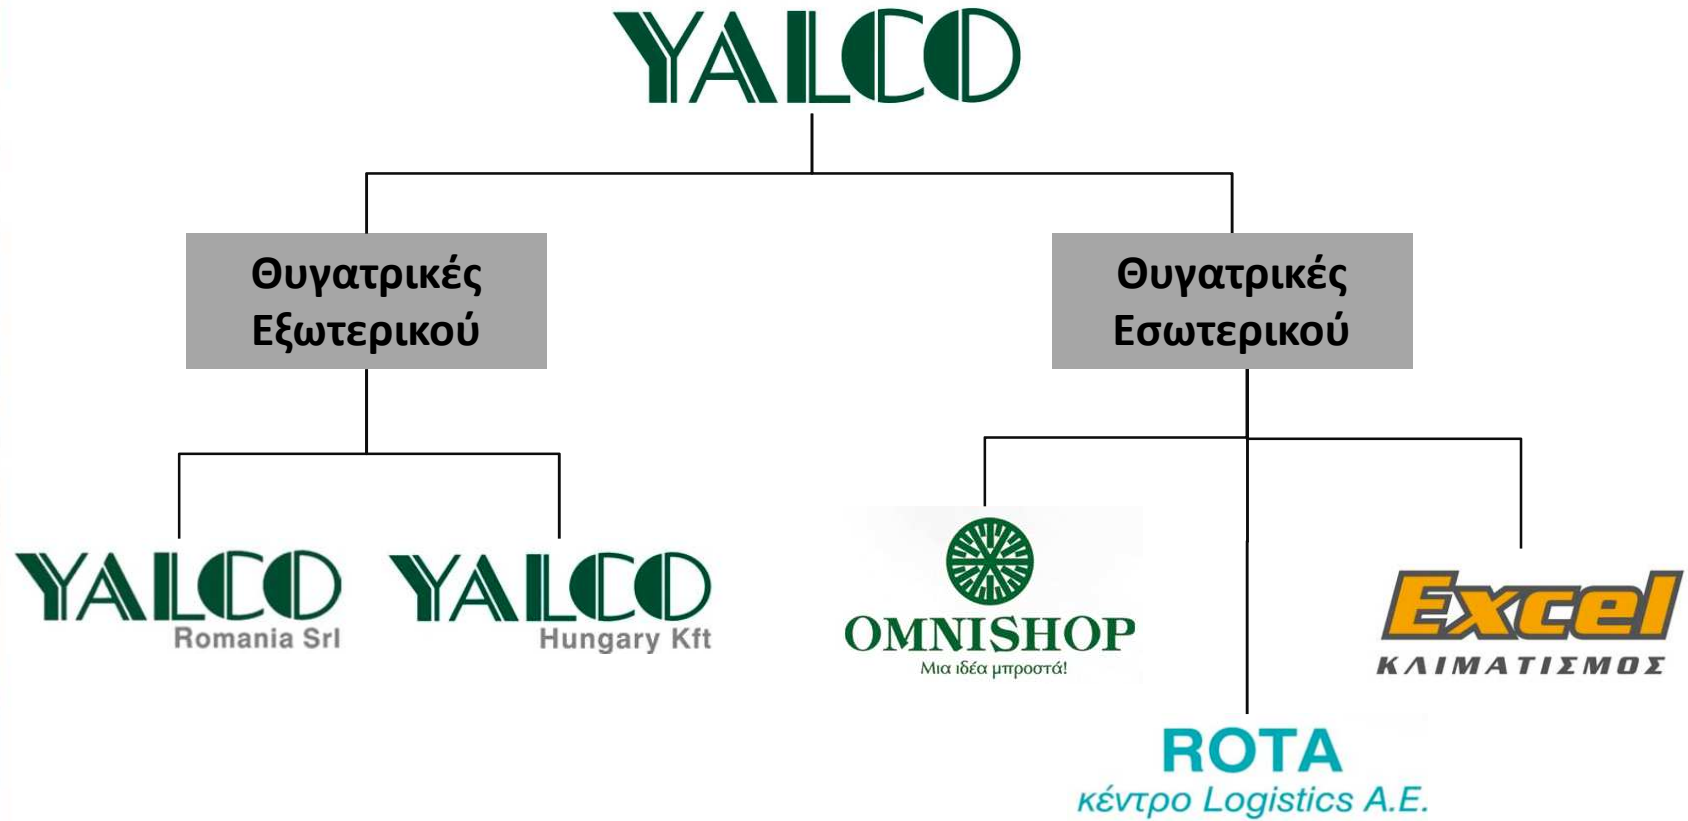 YALCO
Θυγατρικές
Εξωτερικού
Θυγατρικές
Εσωτερικού
YALCO
Romania Srl
YALCO
Hungary Kft
OMNISHOP
Μια ιδέα μπροστά!
Excel
ΚΛΙΜΑΤΙΣΜΟΣ
ROTA
κέντρο Logistics A.E.